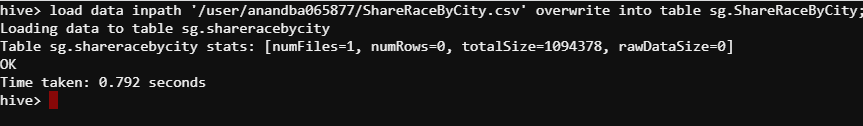 hive> load data inpath '/user/anandba065877/ShareRaceByCity.csv' overwrite into table sg.ShareRaceByCity;
Loading data to table sg.shareracebycity
Table sg.shareracebycity stats: [numFiles=1, numRows=0, totalSize=1094378, rawDataSize=0]
OK
Time taken: 0.792 seconds
hive>